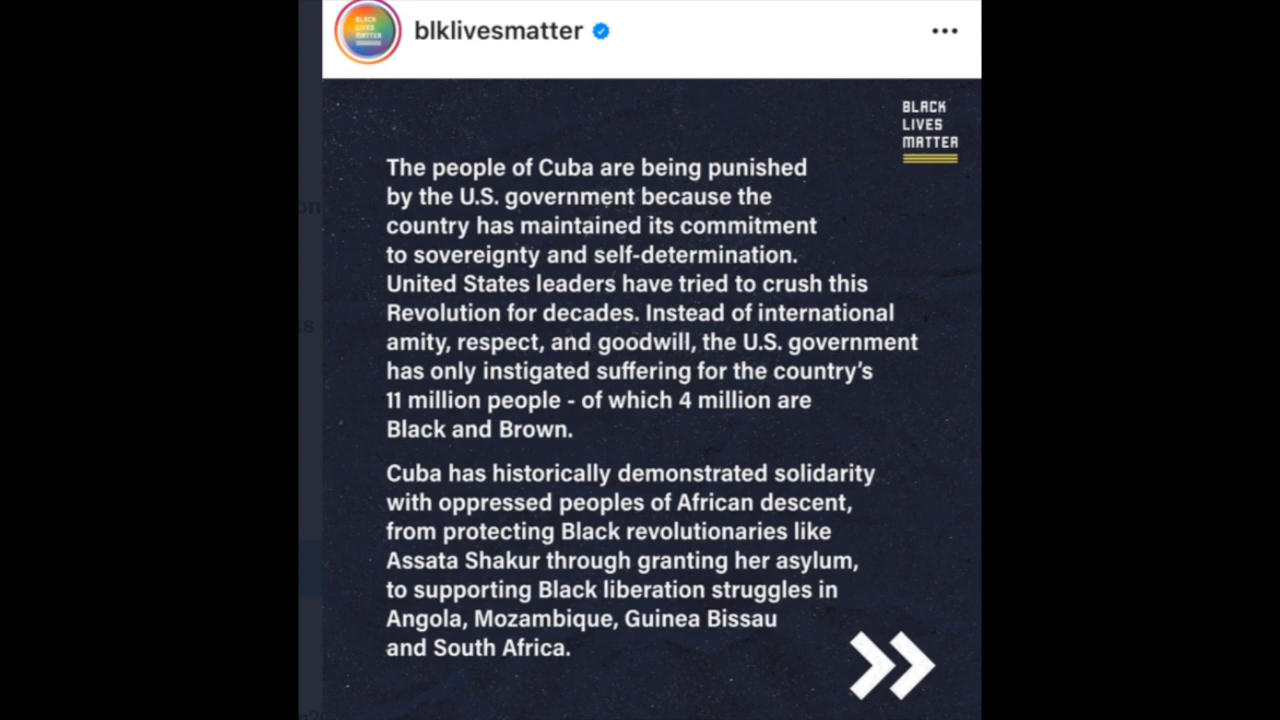 BLACK
LIVES
MATTER
blklivesmatter
BLACK
LIVES
MATTER
The people of Cuba are being punished
by the U.S. government because the
country has maintained its commitment
to sovereignty and self-determination.
United States leaders have tried to crush this
Revolution for decades. Instead of international
amity, respect, and goodwill, the U.S. government
has only instigated suffering for the country's
11 million people - of which 4 million are
Black and Brown.
Cuba has historically demonstrated solidarity
with oppressed peoples of African descent,
from protecting Black revolutionaries like
Assata Shakur through granting her asylum,
to supporting Black liberation struggles in
Angola, Mozambique, Guinea Bissau
and South Africa.